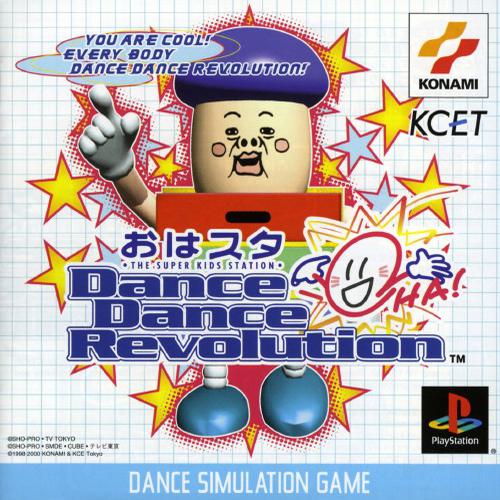 YOU ARE COOL!
EVERY BODY
DANCE DANCE REVOLUTION!
KONAMI
KCET
おはスタ
・THE SUPER KIDS STATION・
OHA!
Dance
Dance
Revolution™
PlayStation
©SHO-PRO・TV TOKYO
©SHO-PRO・SMDE・CUBE・テレビ東京
©1998 2000 KONAMI & KCE Tokyo
DANCE SIMULATION GAME